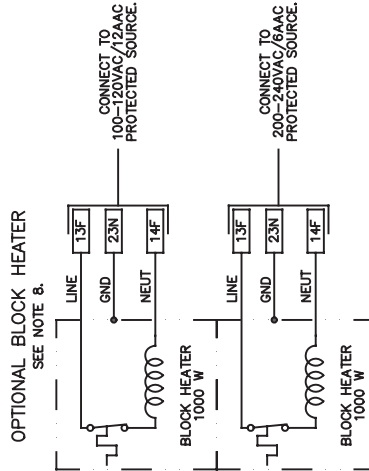 OPTIONAL BLOCK HEATER
SEE NOTE 8.
LINE
13F
GND
23N
NEUT
14F
BLOCK HEATER
1000 W
CONNECT TO
100-120VAC/12AAC
PROTECTED SOURCE.
LINE
13F
GND
23N
NEUT
14F
BLOCK HEATER
1000 W
CONNECT TO
200-240VAC/6AAC
PROTECTED SOURCE.